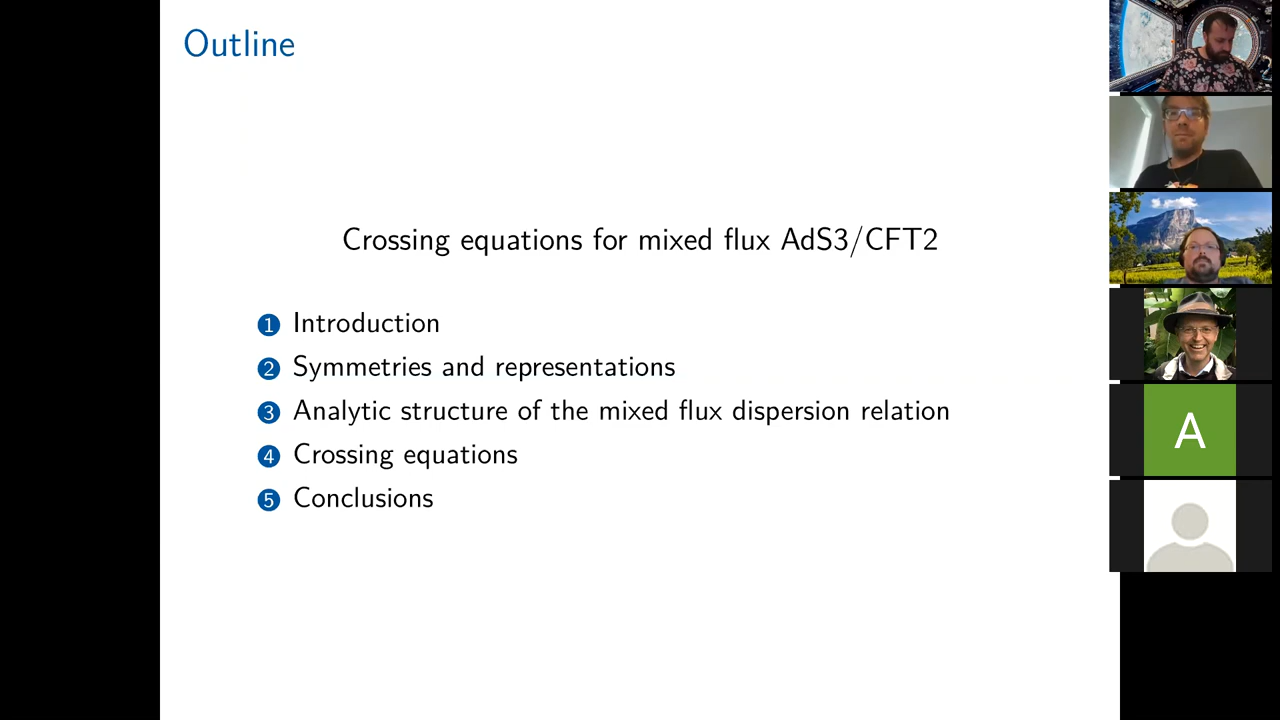 Outline
Crossing equations for mixed flux AdS3/CFT2
1 Introduction
2 Symmetries and representations
3 Analytic structure of the mixed flux dispersion relation
4 Crossing equations
5 Conclusions
A